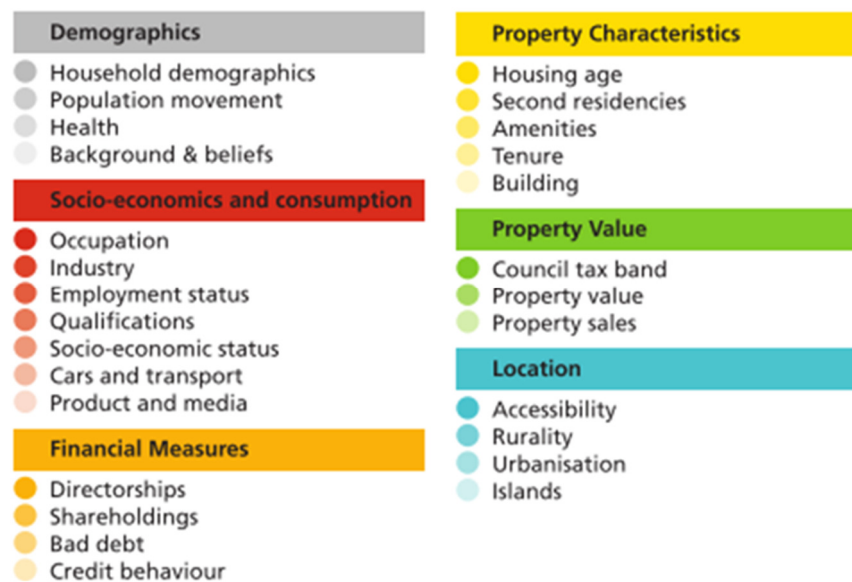 Demographics
Household demographics
Population movement
Health
Background & beliefs
Socio-economics and consumption
Occupation
Industry
Employment status
Qualifications
Socio-economic status
Cars and transport
Product and media
Financial Measures
Directorships
Shareholdings
Bad debt
Credit behaviour
Property Characteristics
Housing age
Second residencies
Amenities
Tenure
Building
Property Value
Council tax band
Property value
Property sales
Location
Accessibility
Rurality
Urbanisation
Islands